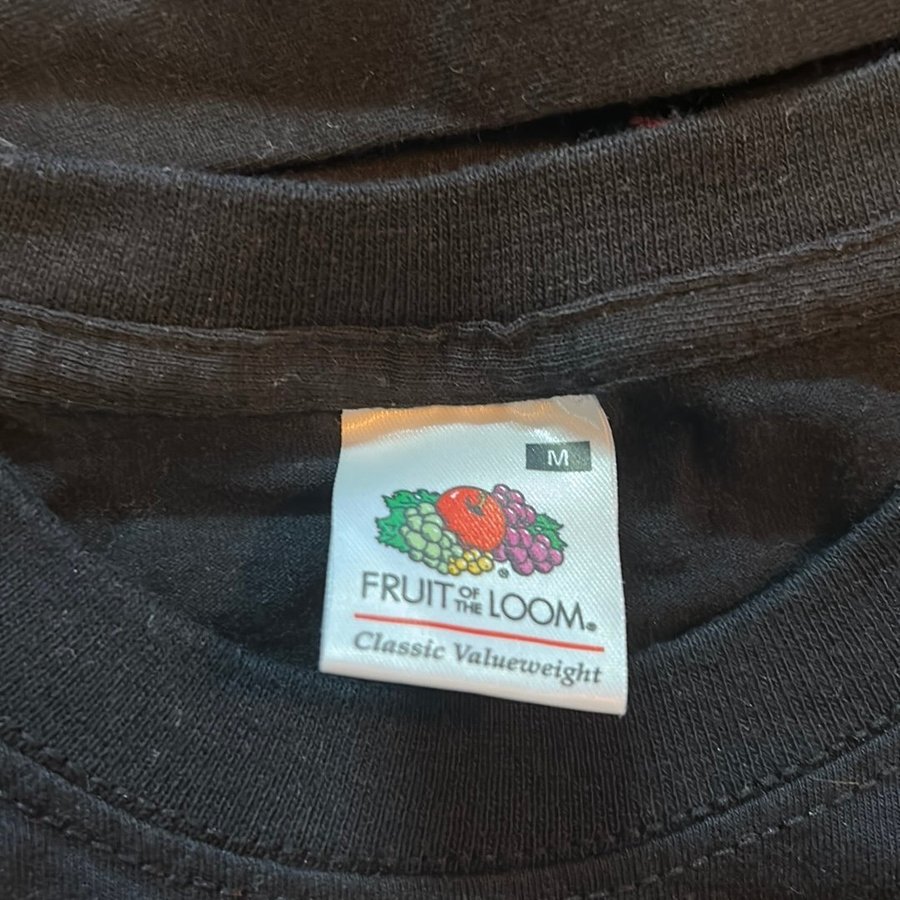 M
FRUIT OF THE LOOM®
Classic Valueweight